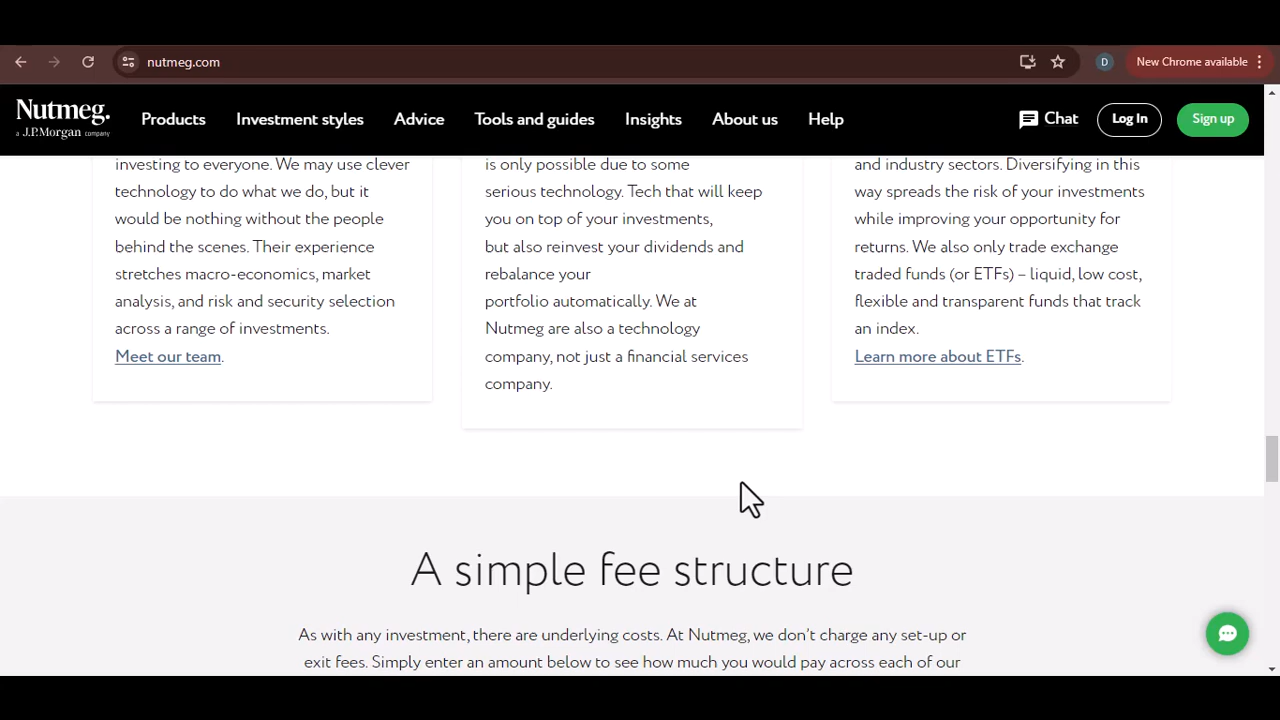 nutmeg.com
D
New Chrome available
Nutmeg.
a J.P.Morgan company
Products
Investment styles
Advice
Tools and guides
Insights
About us
Help
Chat
Log In
Sign up
investing to everyone. We may use clever
technology to do what we do, but it
would be nothing without the people
behind the scenes. Their experience
stretches macro-economics, market
analysis, and risk and security selection
across a range of investments.
Meet our team.
is only possible due to some
serious technology. Tech that will keep
you on top of your investments,
but also reinvest your dividends and
rebalance your
portfolio automatically. We at
Nutmeg are also a technology
company, not just a financial services
company.
and industry sectors. Diversifying in this
way spreads the risk of your investments
while improving your opportunity for
returns. We also only trade exchange
traded funds (or ETFs) – liquid, low cost,
flexible and transparent funds that track
an index.
Learn more about ETFs.
A simple fee structure
As with any investment, there are underlying costs. At Nutmeg, we don't charge any set-up or
exit fees. Simply enter an amount below to see how much you would pay across each of our